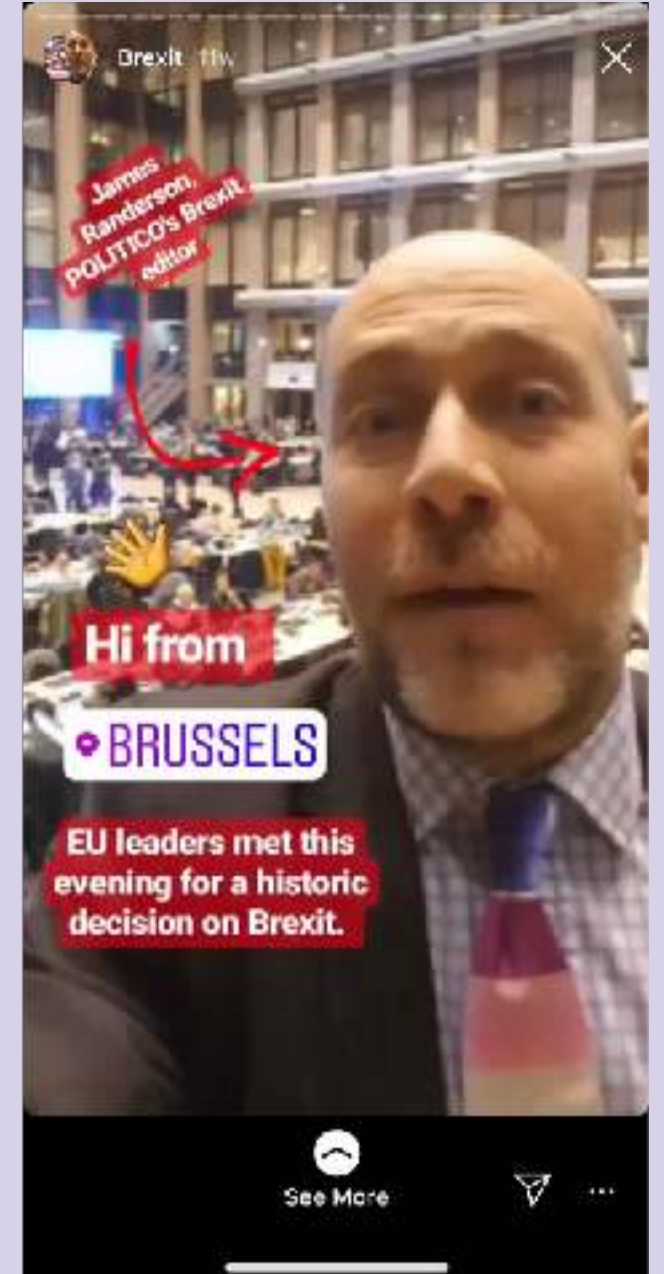 Brexit 11w
James
Randerson,
POLITICO's Brexit
editor
Hi from
BRUSSELS
EU leaders met this
evening for a historic
decision on Brexit.
See More